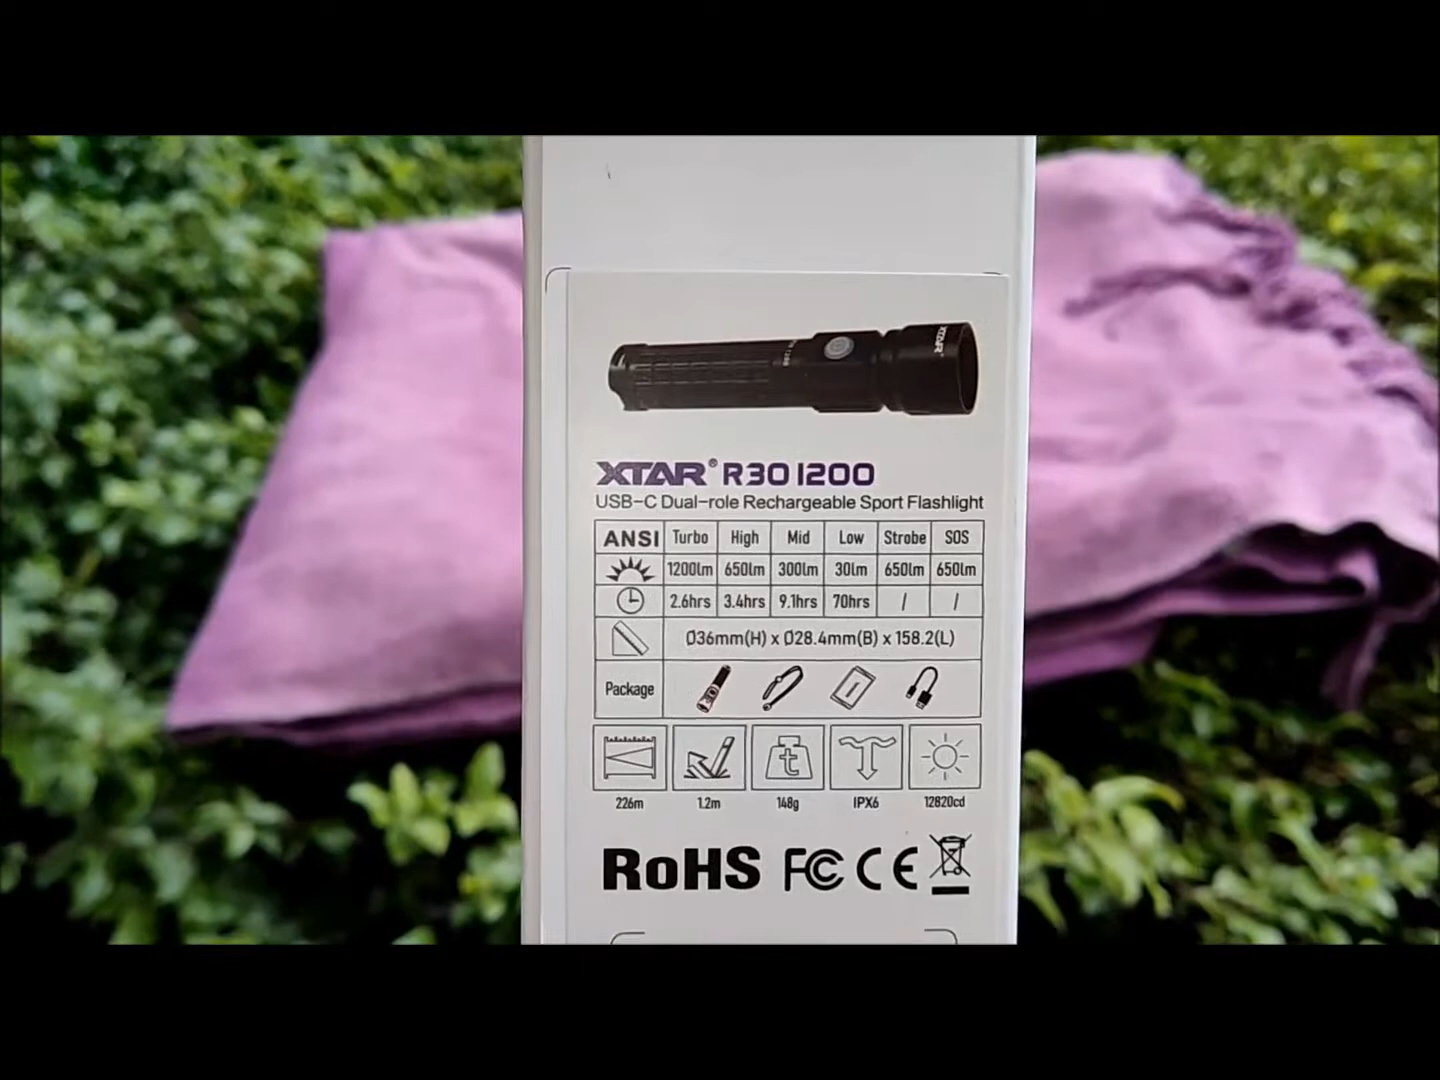 XTAR
XTAR® R30 1200
USB-C Dual-role Rechargeable Sport Flashlight
ANSI Turbo High Mid Low Strobe SOS
1200lm 650lm 300lm 30lm 650lm 650lm
2.6hrs 3.4hrs 9.1hrs 70hrs / /
Ø36mm(H) x Ø28.4mm(B) x 158.2(L)
Package
t
226m 1.2m 148g IPX6 12820cd
RoHS FC CE